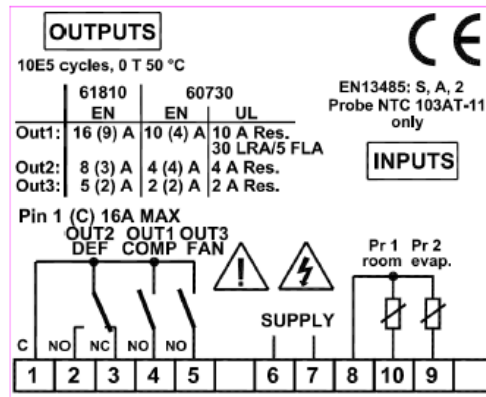 OUTPUTS
10E5 cycles, 0 T 50 °C
61810 60730
EN EN UL
Out1: 16 (9) A 10 (4) A 10 A Res.
30 LRA/5 FLA
Out2: 8 (3) A 4 (4) A 4 A Res.
Out3: 5 (2) A 2 (2) A 2 A Res.
CE
EN13485: S, A, 2
Probe NTC 103AT-11
only
INPUTS
Pin 1 (C) 16A MAX
OUT2 OUT1 OUT3
DEF COMP FAN
Pr 1 Pr 2
room evap.
SUPPLY
C NO NC NO NO
1 2 3 4 5 6 7 8 10 9